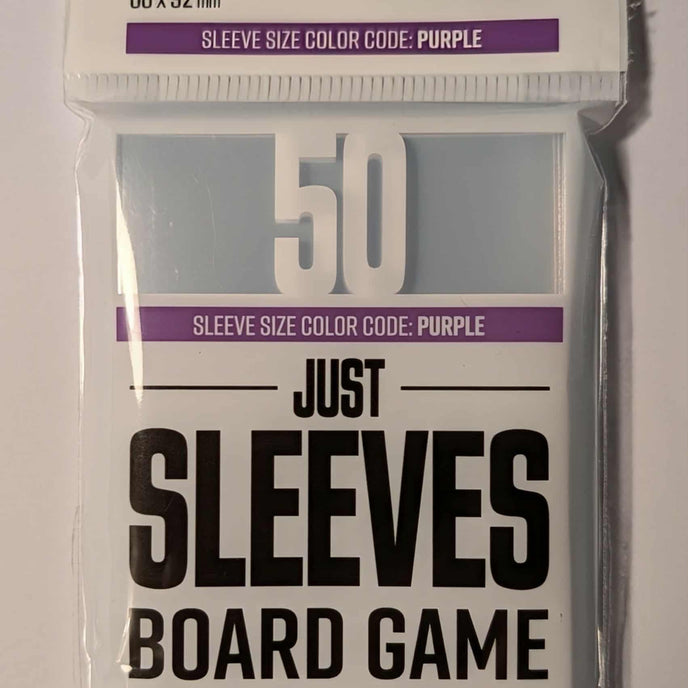 SLEEVE SIZE COLOR CODE: PURPLE
50
SLEEVE SIZE COLOR CODE: PURPLE
JUST
SLEEVES
BOARD GAME